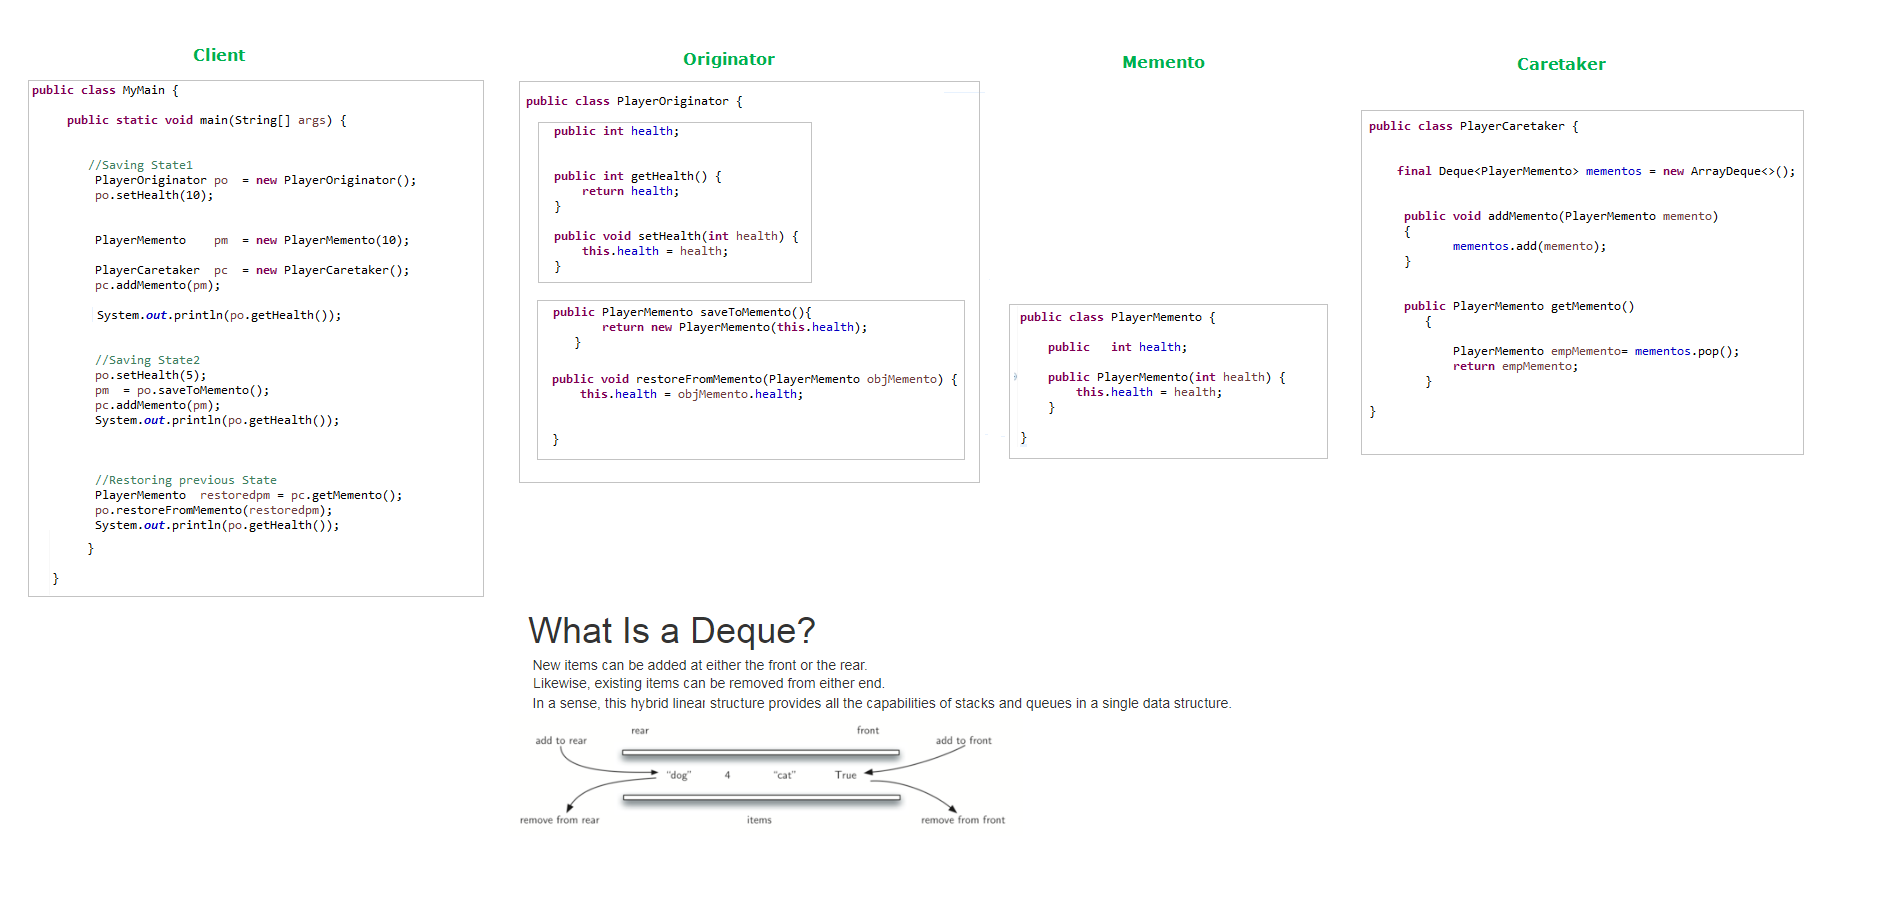 Client
public class MyMain {
public static void main(String[] args) {
//Saving State1
PlayerOriginator po = new PlayerOriginator();
po.setHealth(10);
PlayerMemento pm = new PlayerMemento(10);
PlayerCaretaker pc = new PlayerCaretaker();
pc.addMemento(pm);
System.out.println(po.getHealth());
//Saving State2
po.setHealth(5);
pm = po.saveToMemento();
pc.addMemento(pm);
System.out.println(po.getHealth());
//Restoring previous State
PlayerMemento restoredpm = pc.getMemento();
po.restoreFromMemento(restoredpm);
System.out.println(po.getHealth());
}
}
Originator
public class PlayerOriginator {
public int health;
public int getHealth() {
return health;
}
public void setHealth(int health) {
this.health = health;
}
public PlayerMemento saveToMemento(){
return new PlayerMemento(this.health);
}
public void restoreFromMemento(PlayerMemento objMemento) {
this.health = objMemento.health;
}
Memento
public class PlayerMemento {
public int health;
public PlayerMemento(int health) {
this.health = health;
}
}
Caretaker
public class PlayerCaretaker {
final Deque<PlayerMemento> mementos = new ArrayDeque<>();
public void addMemento(PlayerMemento memento)
{
mementos.add(memento);
}
public PlayerMemento getMemento()
{
PlayerMemento empMemento= mementos.pop();
return empMemento;
}
}
What Is a Deque?
New items can be added at either the front or the rear.
Likewise, existing items can be removed from either end.
In a sense, this hybrid linear structure provides all the capabilities of stacks and queues in a single data structure.
rear front
add to rear add to front
"dog" 4 "cat" True
remove from rear items remove from front